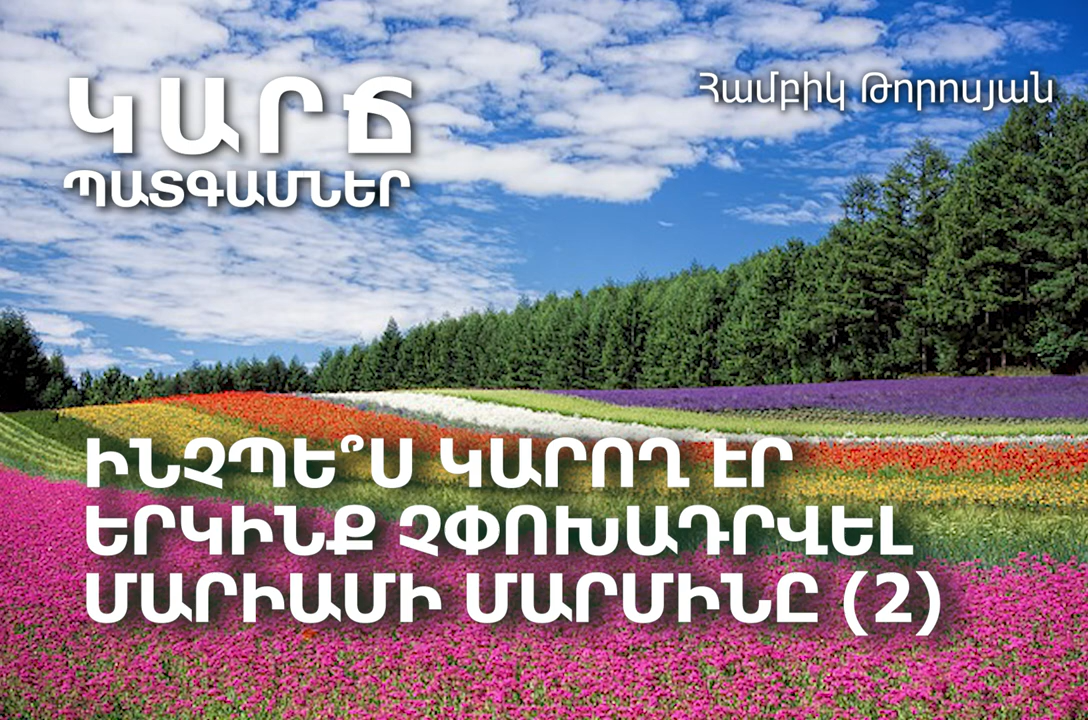 ԿԱՐՃ
ՊԱՏԳԱՄՆԵՐ
Համբիկ Թորոսյան
ԻՆՉՊԵ՞Ս ԿԱՐՈՂ ԷՐ
ԵՐԿԻՆՔ ՉՓՈԽԱԴՐՎԵԼ
ՄԱՐԻԱՄԻ ՄԱՐՄԻՆԸ (2)